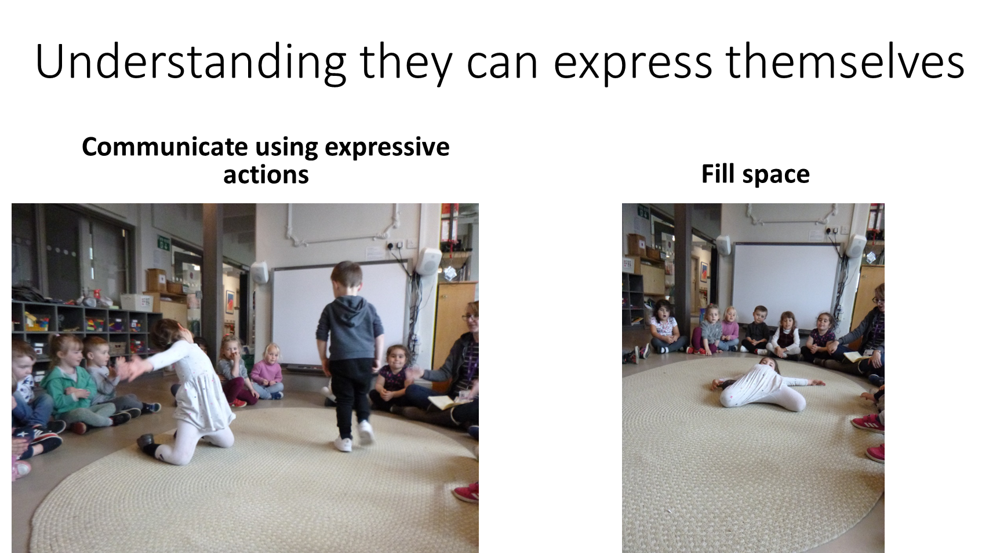 Understanding they can express themselves
Communicate using expressive
actions
Fill space